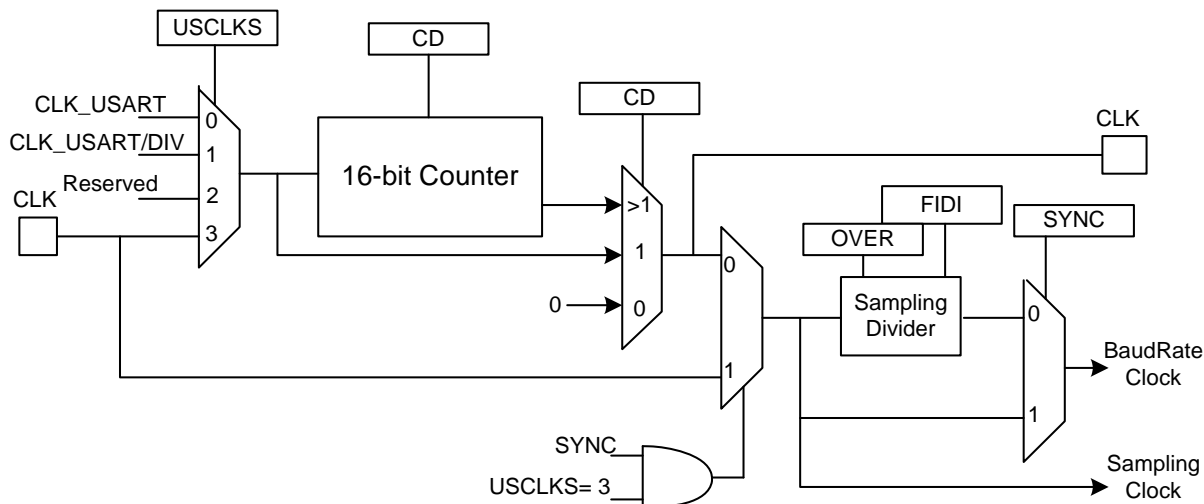 USCLKS
CD
CLK_USART
0
CLK_USART/DIV
1
Reserved
2
CLK
3
16-bit Counter
CD
>1
1
0
0
CLK
0
1
FIDI
OVER
SYNC
Sampling
Divider
0
1
BaudRate
Clock
SYNC
USCLKS= 3
Sampling
Clock